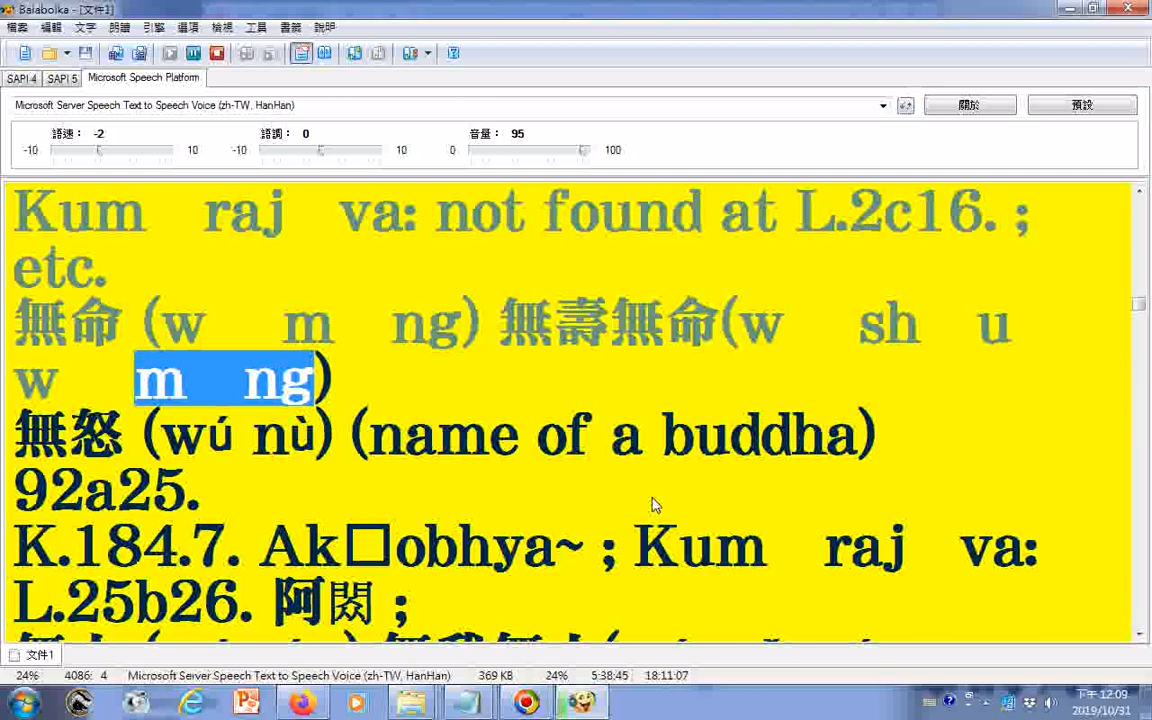 Balabolka - [文件1]
檔案 編輯 文字 朗讀 引擎 選項 檢視 工具 書籤 說明
SAPI 4 SAPI 5 Microsoft Speech Platform
Microsoft Server Speech Text to Speech Voice (zh-TW, HanHan)
關於 預設
語速： -2 語調： 0 音量： 95
-10 10 -10 10 0 100
Kum raj va: not found at L.2c16. ;
etc.
無命 (w m ng) 無壽無命(w sh u
w m ng)
無怒 (wú nù) (name of a buddha)
92a25.
K.184.7. Ak□obhya~ ; Kum raj va:
L.25b26. 阿閦 ;
文件1
24% 4086: 4 Microsoft Server Speech Text to Speech Voice (zh-TW, HanHan) 369 KB 24% 5:38:45 18:11:07
下午 12:09
2019/10/31